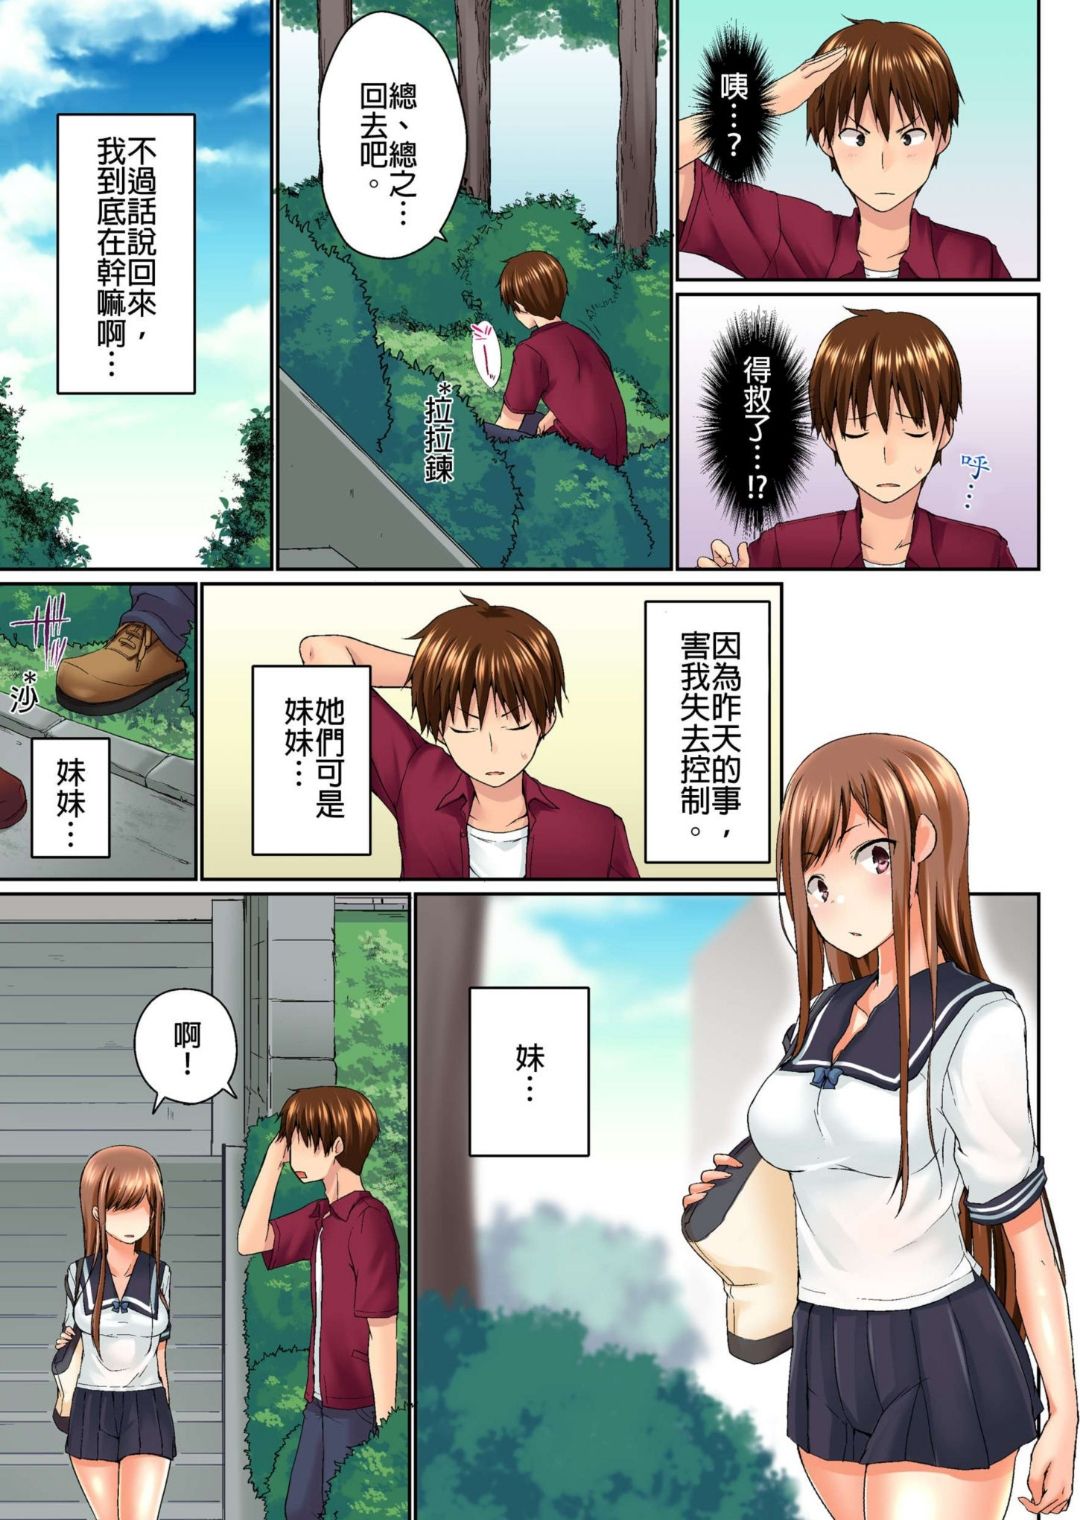 咦…？
得救了…!?
呼…
總、總之…
回去吧。
*拉拉鍊
不過話說回來，
我到底在幹嘛啊…
因為昨天的事，
害我失去控制。
她們可是
妹妹…
*沙
妹妹…
妹…
啊！